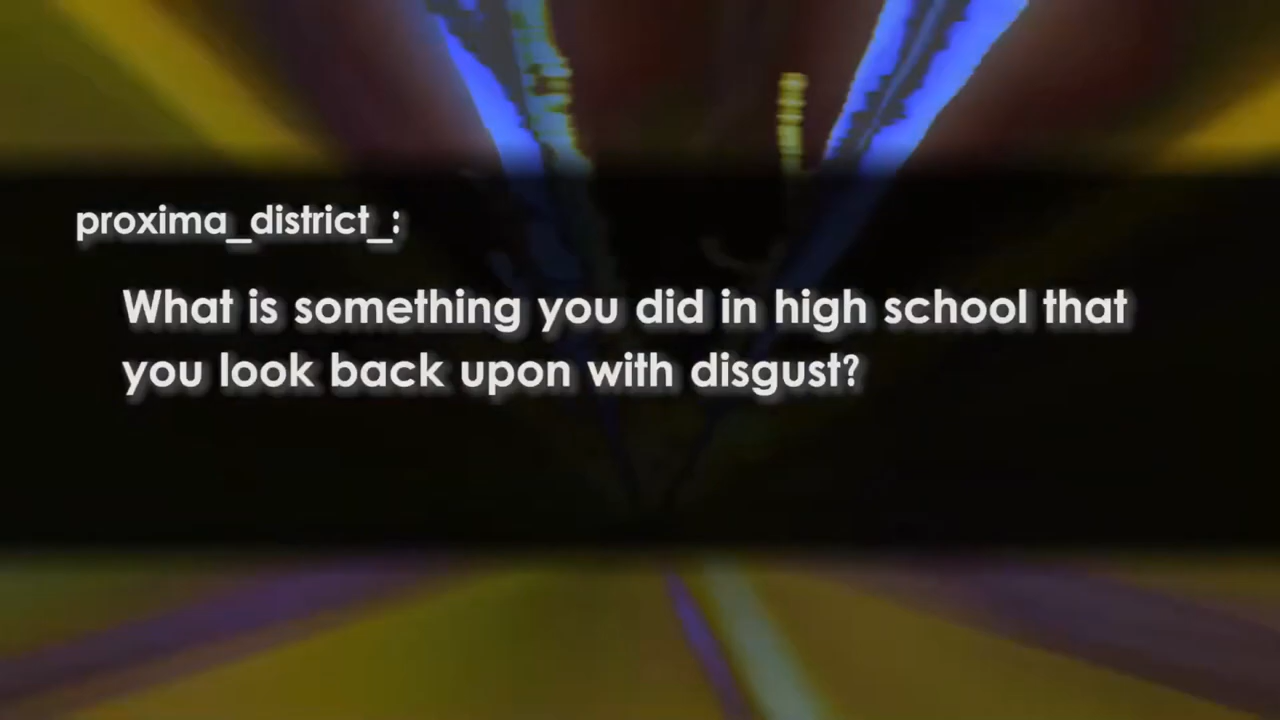 proxima_district_:
What is something you did in high school that
you look back upon with disgust?